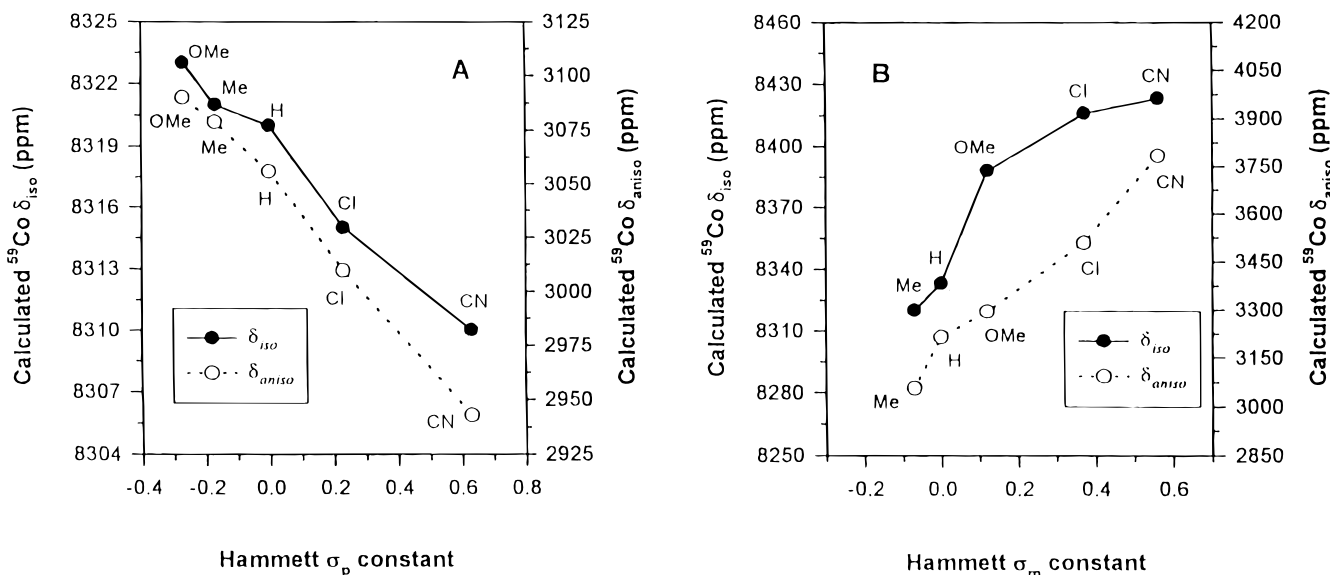 A
Calculated ⁵⁹Co δiso (ppm)
8325
8322
8319
8316
8313
8310
8307
8304
3125
3100
3075
3050
3025
3000
2975
2950
2925
Calculated ⁵⁹Co δaniso (ppm)
OMe
Me
H
Cl
CN
OMe
Me
H
Cl
CN
δiso
δaniso
-0.4 -0.2 0.0 0.2 0.4 0.6 0.8
Hammett σp constant
B
Calculated ⁵⁹Co δiso (ppm)
8460
8430
8400
8370
8340
8310
8280
8250
4200
4050
3900
3750
3600
3450
3300
3150
3000
2850
Calculated ⁵⁹Co δaniso (ppm)
Me
H
OMe
Cl
CN
Me
H
OMe
Cl
CN
δiso
δaniso
-0.2 0.0 0.2 0.4 0.6
Hammett σm constant